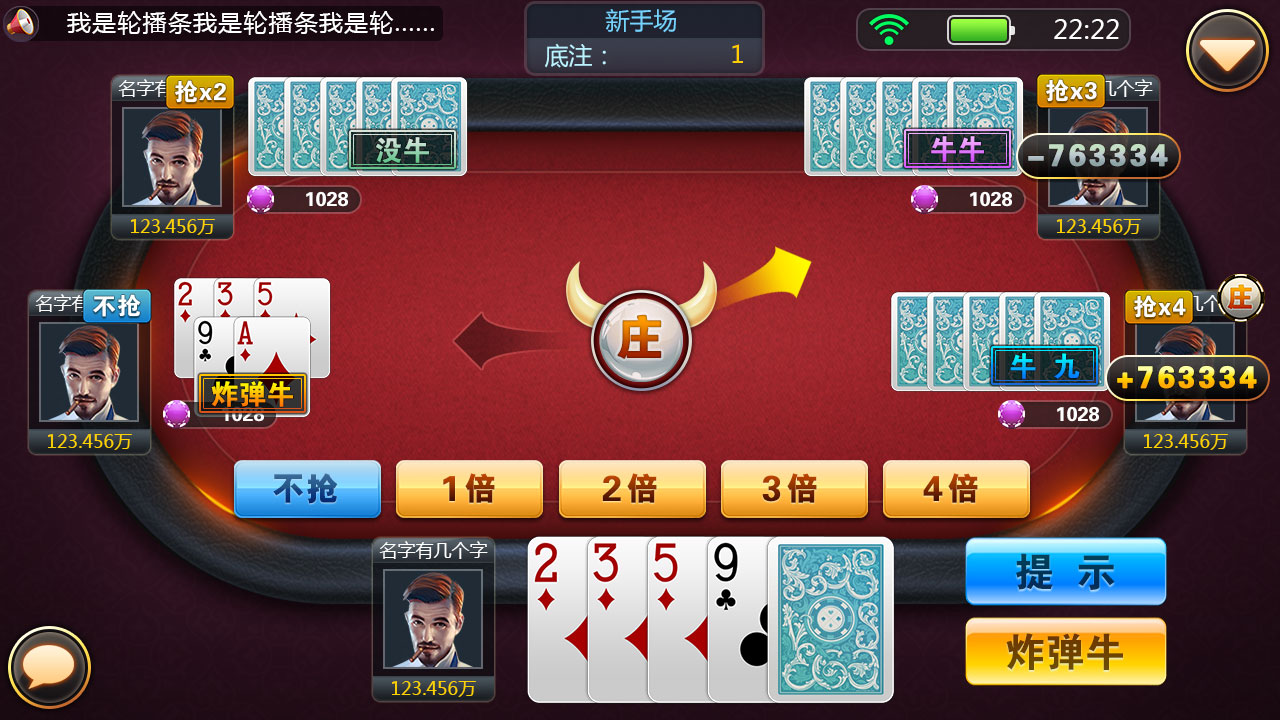 我是轮播条我是轮播条我是轮......
新手场
底注：1
22:22
名字有
抢x2
没牛
1028
123.456万
牛牛
1028
抢x3
几个字
-763334
123.456万
名字有
不抢
2 3 5
9 A
炸弹牛
1028
123.456万
庄
牛 九
1028
抢x4
几个
庄
+763334
123.456万
不抢
1倍
2倍
3倍
4倍
名字有几个字
123.456万
2 3 5 9
提 示
炸弹牛